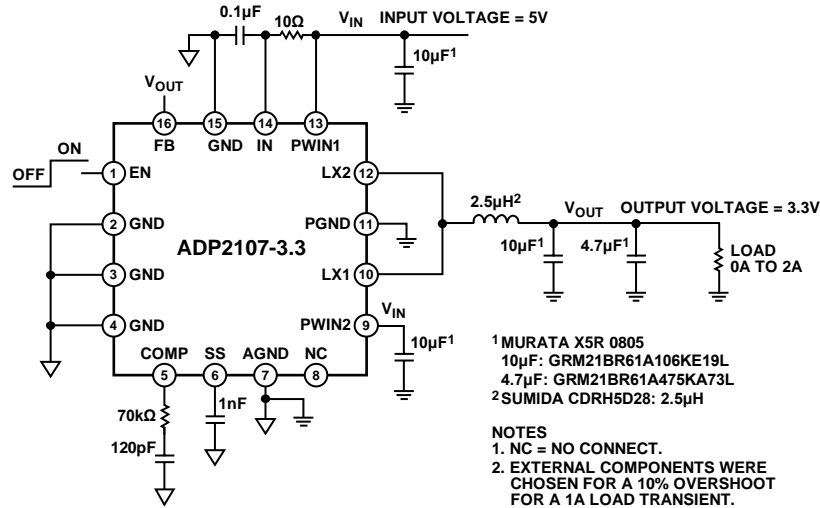 0.1µF
10Ω
VIN
INPUT VOLTAGE = 5V
10µF1
VOUT
16
15
14
13
FB
GND
IN
PWIN1
ON
OFF
1
EN
LX2
12
2.5µH2
VOUT
OUTPUT VOLTAGE = 3.3V
2
GND
PGND
11
ADP2107-3.3
10µF1
4.7µF1
LOAD
0A TO 2A
3
GND
LX1
10
4
GND
PWIN2
9
VIN
10µF1
COMP
SS
AGND
NC
5
6
7
8
70kΩ
1nF
120pF
1 MURATA X5R 0805
10µF: GRM21BR61A106KE19L
4.7µF: GRM21BR61A475KA73L
2 SUMIDA CDRH5D28: 2.5µH
NOTES
1. NC = NO CONNECT.
2. EXTERNAL COMPONENTS WERE
CHOSEN FOR A 10% OVERSHOOT
FOR A 1A LOAD TRANSIENT.